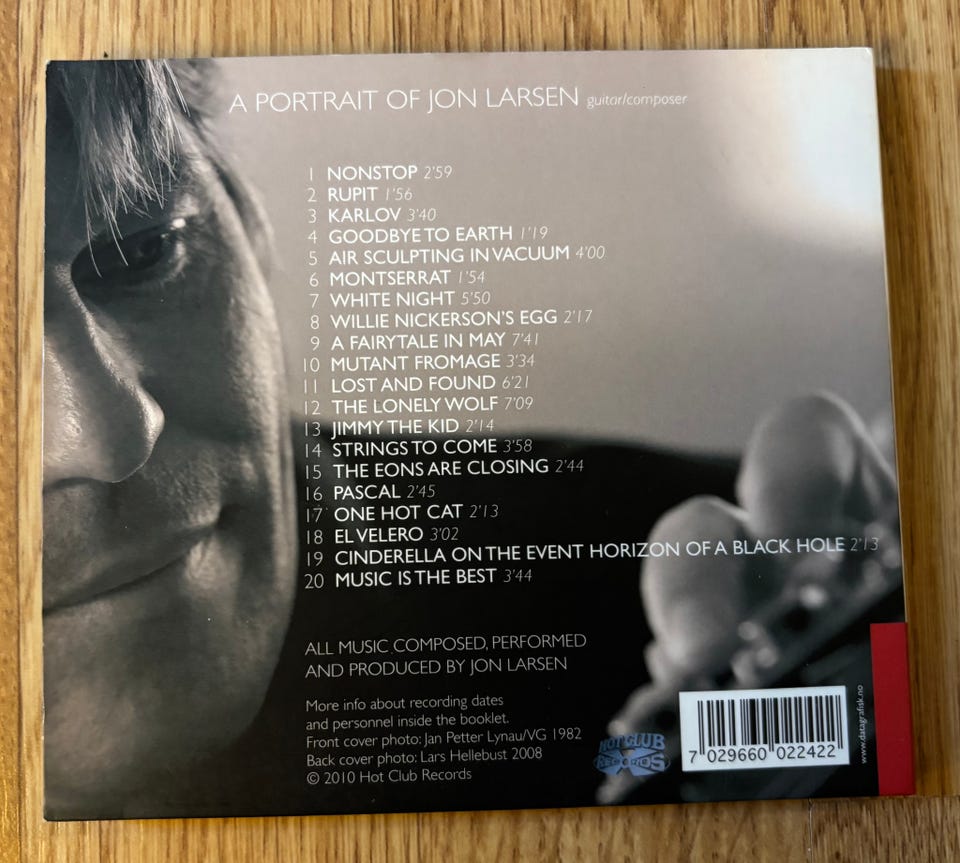 A PORTRAIT OF JON LARSEN guitar/composer
1 NONSTOP 2'59
2 RUPIT 1'56
3 KARLOV 3'40
4 GOODBYE TO EARTH 1'19
5 AIR SCULPTING IN VACUUM 4'00
6 MONTSERRAT 1'54
7 WHITE NIGHT 5'50
8 WILLIE NICKERSON'S EGG 2'17
9 A FAIRYTALE IN MAY 7'41
10 MUTANT FROMAGE 3'34
11 LOST AND FOUND 6'21
12 THE LONELY WOLF 7'09
13 JIMMY THE KID 2'14
14 STRINGS TO COME 3'58
15 THE EONS ARE CLOSING 2'44
16 PASCAL 2'45
17 ONE HOT CAT 2'13
18 EL VELERO 3'02
19 CINDERELLA ON THE EVENT HORIZON OF A BLACK HOLE 2'13
20 MUSIC IS THE BEST 3'44
ALL MUSIC COMPOSED, PERFORMED
AND PRODUCED BY JON LARSEN
More info about recording dates
and personnel inside the booklet.
Front cover photo: Jan Petter Lynau/VG 1982
Back cover photo: Lars Hellebust 2008
© 2010 Hot Club Records
HOT CLUB
RECORDS
7 029660 022422
www.datagrafisk.no